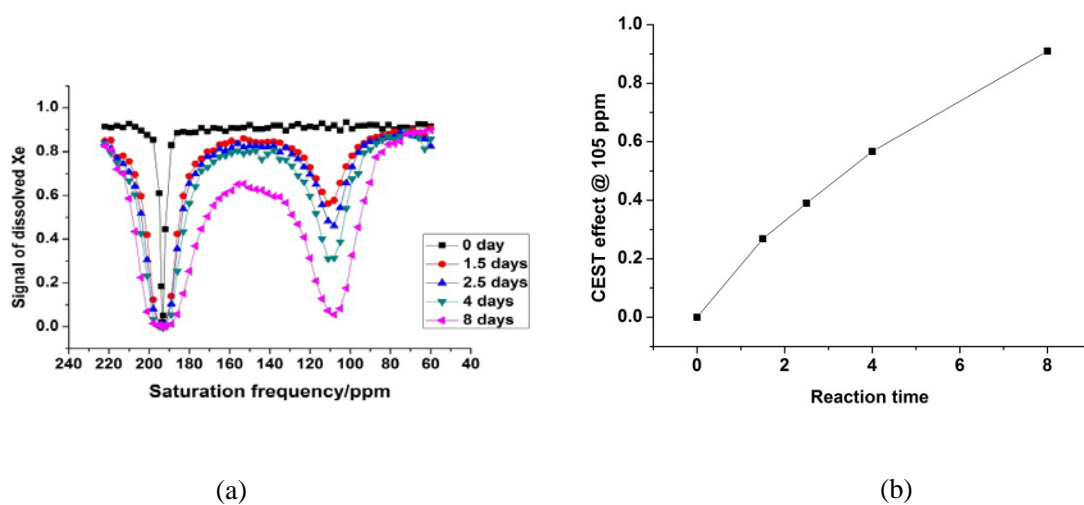 Signal of dissolved Xe
1.0
0.8
0.6
0.4
0.2
0.0
240 220 200 180 160 140 120 100 80 60 40
Saturation frequency/ppm
0 day
1.5 days
2.5 days
4 days
8 days
(a)
CEST effect @ 105 ppm
1.0
0.8
0.6
0.4
0.2
0.0
0 2 4 6 8
Reaction time
(b)